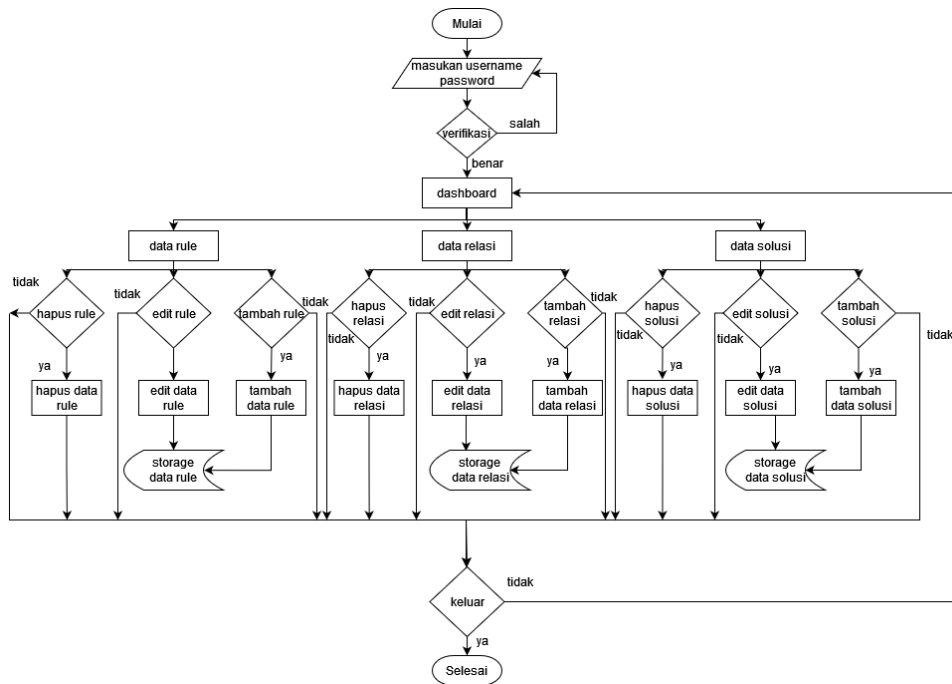 Mulai
masukan username
password
salah
verifikasi
benar
dashboard
data rule
data relasi
data solusi
tidak
hapus rule
tidak
edit rule
tambah rule
tidak
hapus
relasi
tidak
tidak
edit relasi
tambah
relasi
tidak
hapus
solusi
tidak
edit solusi
tidak
tambah
solusi
tidak
ya
ya
ya
ya
ya
ya
ya
ya
ya
hapus data
rule
edit data
rule
tambah
data rule
hapus data
relasi
edit data
relasi
tambah
data relasi
hapus data
solusi
edit data
solusi
tambah
data solusi
storage
data rule
storage
data relasi
storage
data solusi
keluar
tidak
ya
Selesai